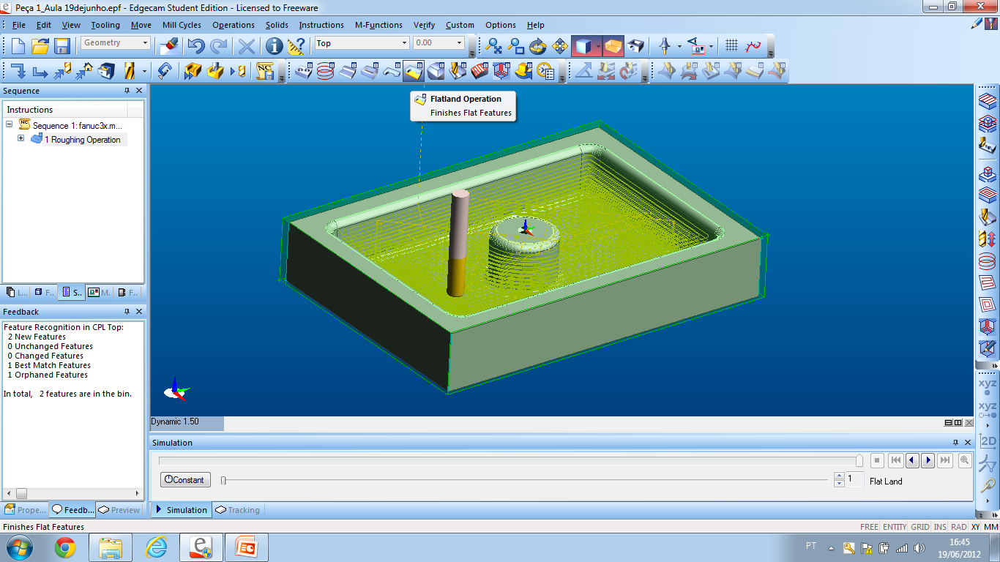 Peça 1_Aula 19dejunho.epf - Edgecam Student Edition - Licensed to Freeware
File Edit View Tooling Move Mill Cycles Operations Solids Instructions M-Functions Verify Custom Options Help
Geometry Top 0.00
Sequence
Flatland Operation
Finishes Flat Features
Instructions
NC Sequence 1: fanuc3x.m...
1 Roughing Operation
L... F.. S.. M. F..
Feedback
Feature Recognition in CPL Top:
2 New Features
0 Unchanged Features
0 Changed Features
1 Best Match Features
1 Orphaned Features
In total, 2 features are in the bin.
xyz
xyz
2D
Dynamic 1.50
Simulation
Constant 1 Flat Land
Prope... Feedb... Preview Simulation Tracking
Finishes Flat Features FREE ENTITY GRID INS RAD XY MM
PT 16:45
19/06/2012